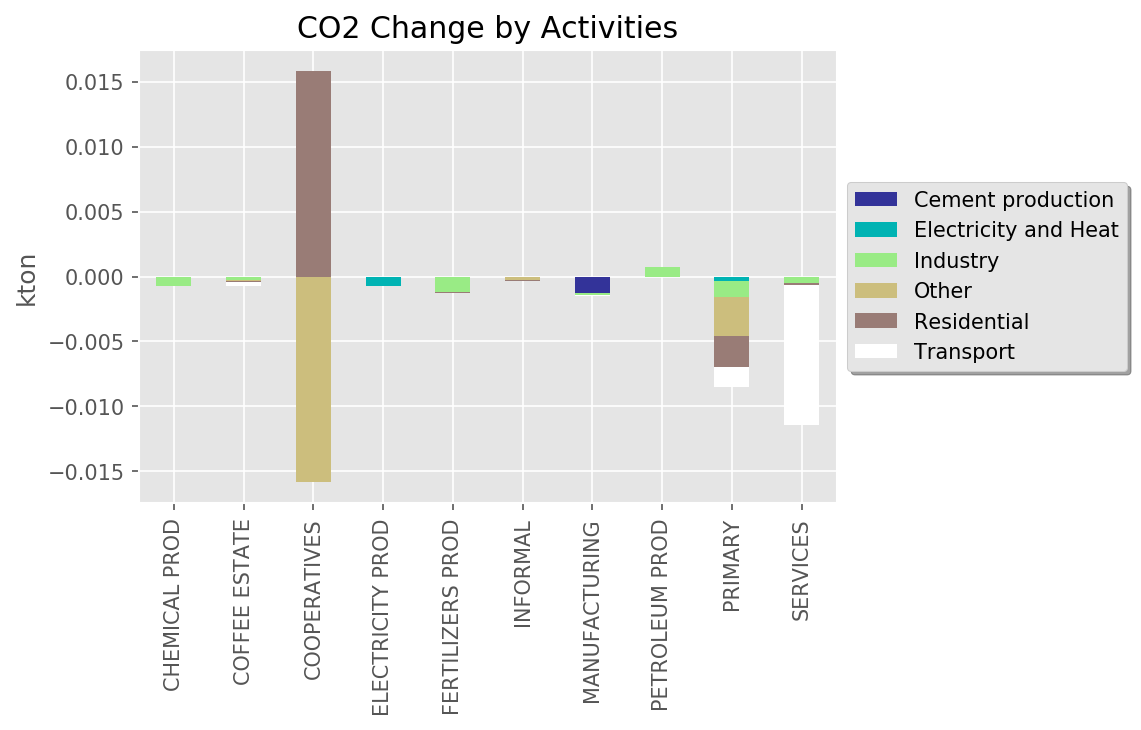 CO2 Change by Activities
kton
0.015
0.010
0.005
0.000
−0.005
−0.010
−0.015
CHEMICAL PROD
COFFEE ESTATE
COOPERATIVES
ELECTRICITY PROD
FERTILIZERS PROD
INFORMAL
MANUFACTURING
PETROLEUM PROD
PRIMARY
SERVICES
Cement production
Electricity and Heat
Industry
Other
Residential
Transport